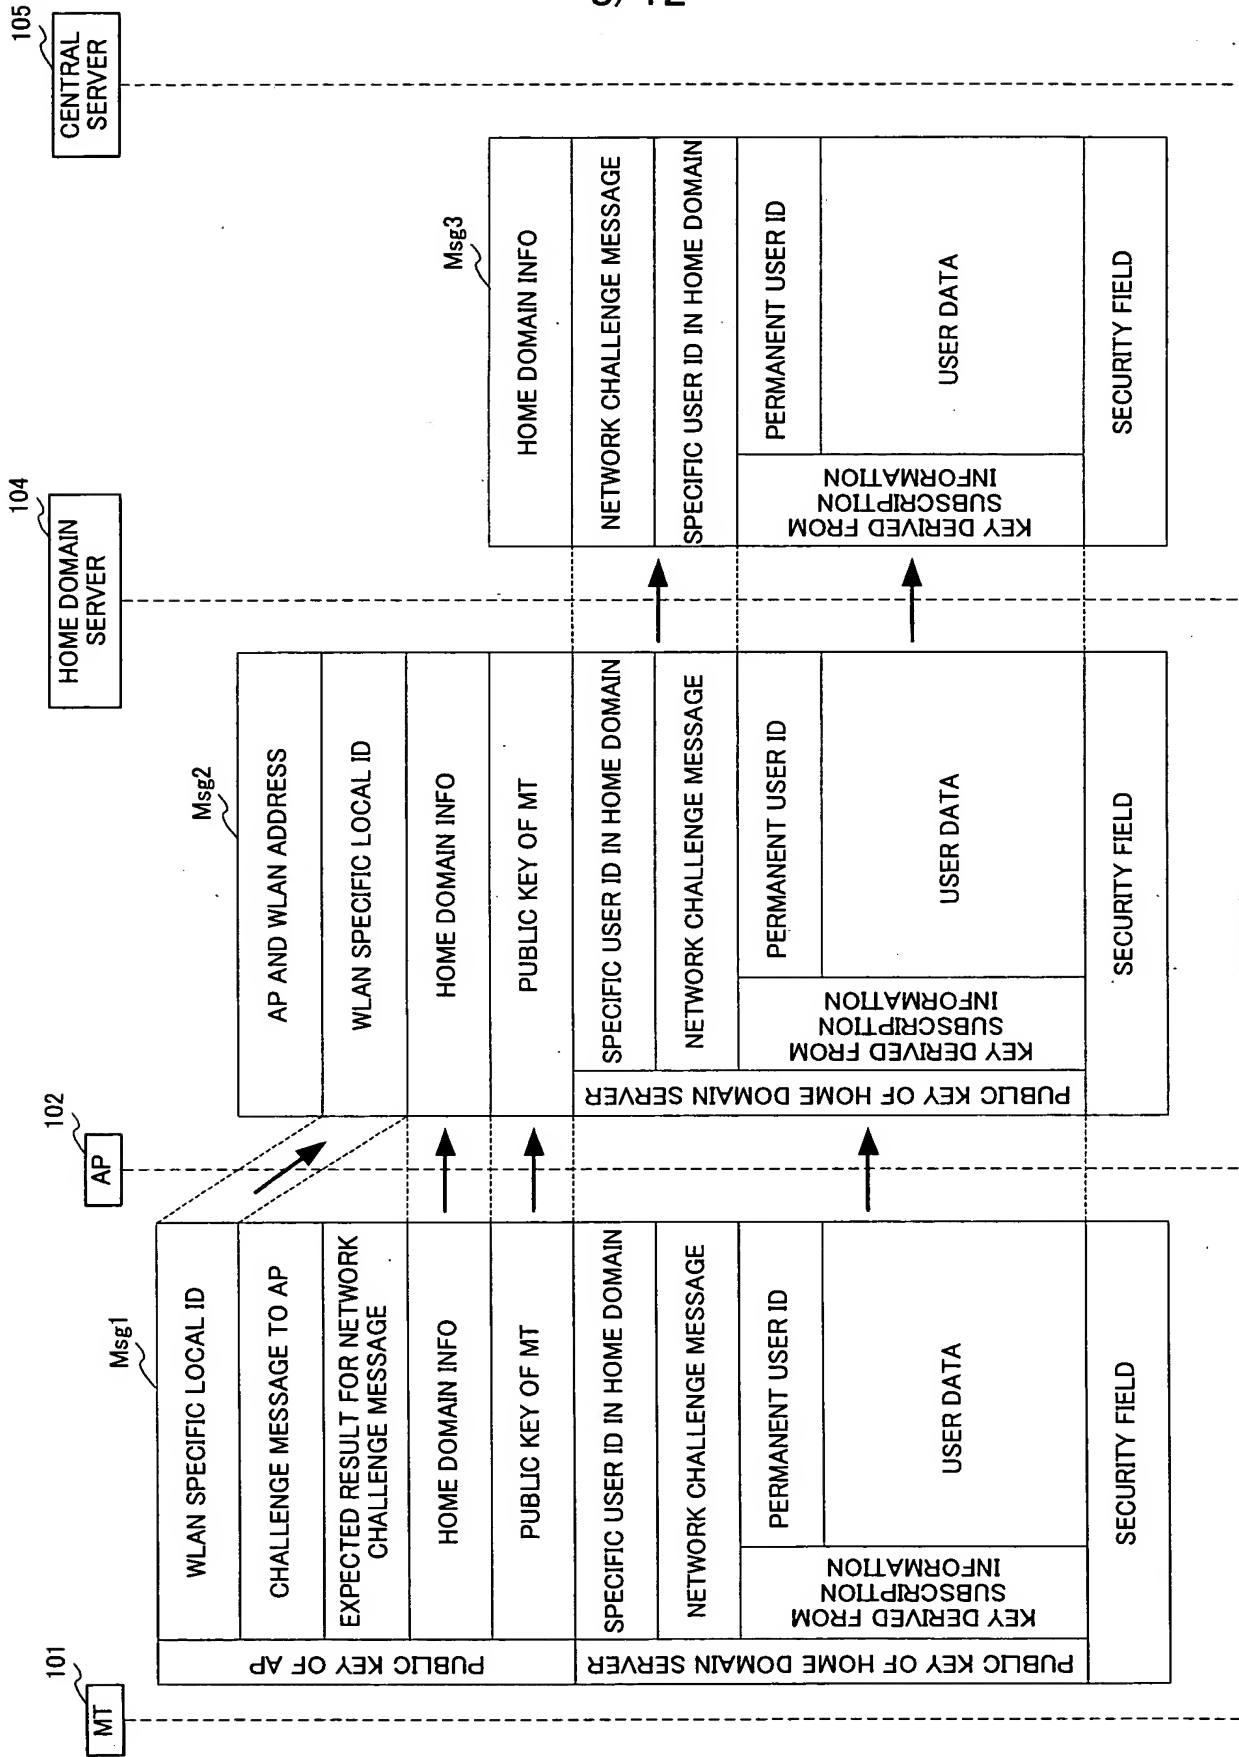 101
MT
102
AP
104
HOME DOMAIN
SERVER
105
CENTRAL
SERVER
Msg1
PUBLIC KEY OF AP
WLAN SPECIFIC LOCAL ID
CHALLENGE MESSAGE TO AP
EXPECTED RESULT FOR NETWORK
CHALLENGE MESSAGE
HOME DOMAIN INFO
PUBLIC KEY OF MT
PUBLIC KEY OF HOME DOMAIN SERVER
SPECIFIC USER ID IN HOME DOMAIN
NETWORK CHALLENGE MESSAGE
KEY DERIVED FROM
SUBSCRIPTION
INFORMATION
PERMANENT USER ID
USER DATA
SECURITY FIELD
Msg2
AP AND WLAN ADDRESS
WLAN SPECIFIC LOCAL ID
HOME DOMAIN INFO
PUBLIC KEY OF MT
PUBLIC KEY OF HOME DOMAIN SERVER
SPECIFIC USER ID IN HOME DOMAIN
NETWORK CHALLENGE MESSAGE
KEY DERIVED FROM
SUBSCRIPTION
INFORMATION
PERMANENT USER ID
USER DATA
SECURITY FIELD
Msg3
HOME DOMAIN INFO
NETWORK CHALLENGE MESSAGE
SPECIFIC USER ID IN HOME DOMAIN
KEY DERIVED FROM
SUBSCRIPTION
INFORMATION
PERMANENT USER ID
USER DATA
SECURITY FIELD